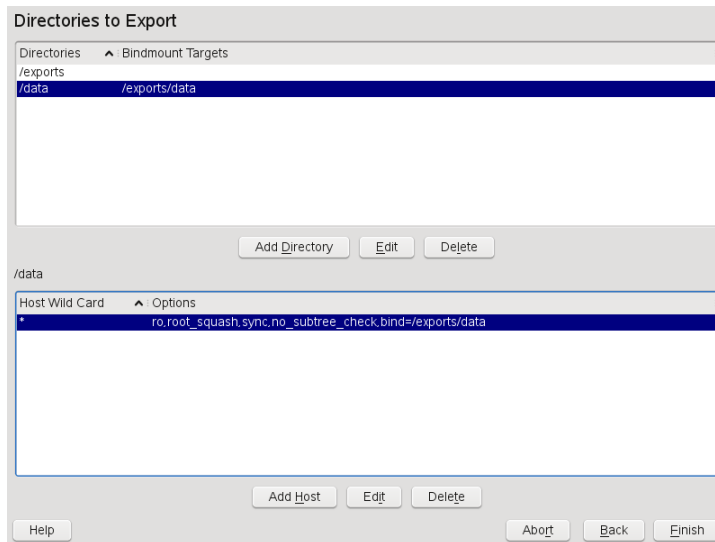 Directories to Export
Directories Bindmount Targets
/exports
/data /exports/data
Add Directory Edit Delete
/data
Host Wild Card Options
* ro,root_squash,sync,no_subtree_check,bind=/exports/data
Add Host Edit Delete
Help Abort Back Finish